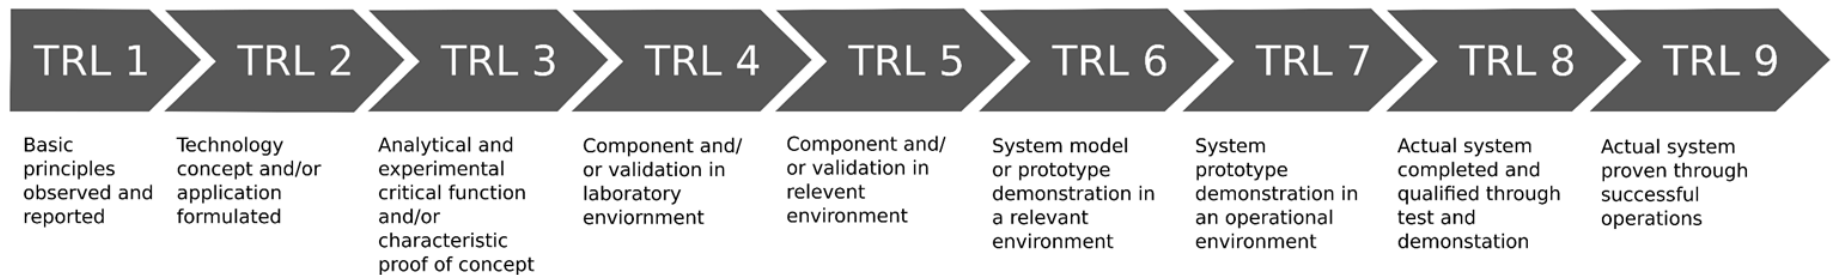 TRL 1
TRL 2
TRL 3
TRL 4
TRL 5
TRL 6
TRL 7
TRL 8
TRL 9
Basic
principles
observed and
reported
Technology
concept and/or
application
formulated
Analytical and
experimental
critical function
and/or
characteristic
proof of concept
Component and/
or validation in
laboratory
enviornment
Component and/
or validation in
relevent
environment
System model
or prototype
demonstration in
a relevant
environment
System
prototype
demonstration in
an operational
environment
Actual system
completed and
qualified through
test and
demonstation
Actual system
proven through
successful
operations